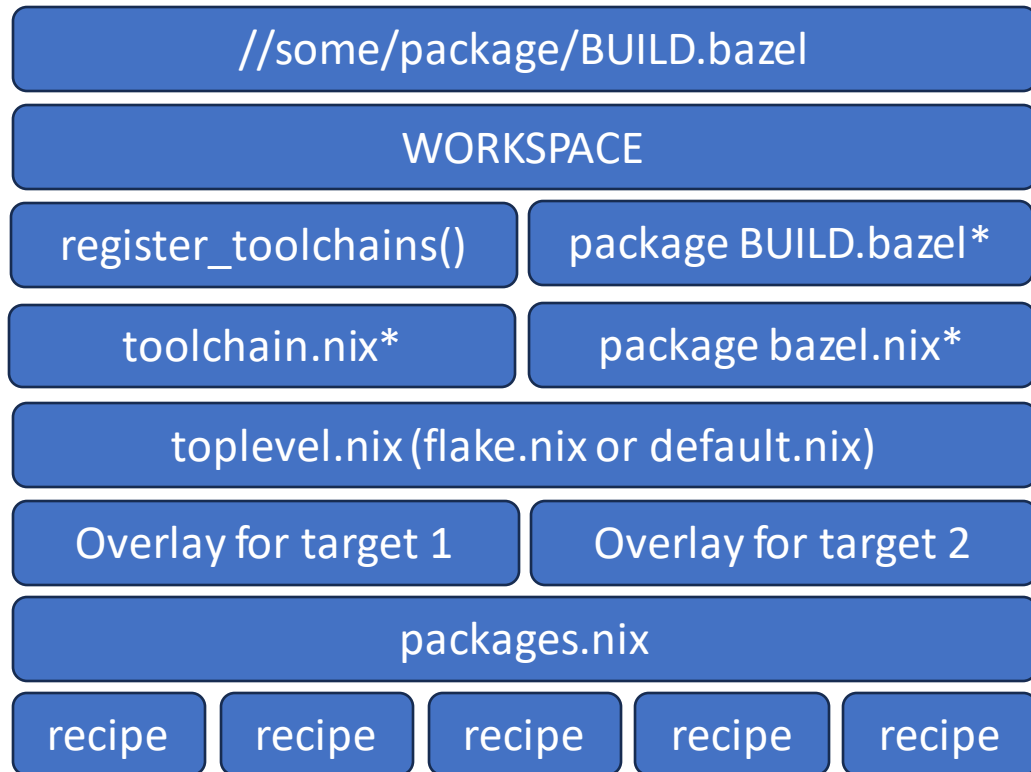 //some/package/BUILD.bazel
WORKSPACE
register_toolchains()
package BUILD.bazel*
toolchain.nix*
package bazel.nix*
toplevel.nix (flake.nix or default.nix)
Overlay for target 1
Overlay for target 2
packages.nix
recipe
recipe
recipe
recipe
recipe